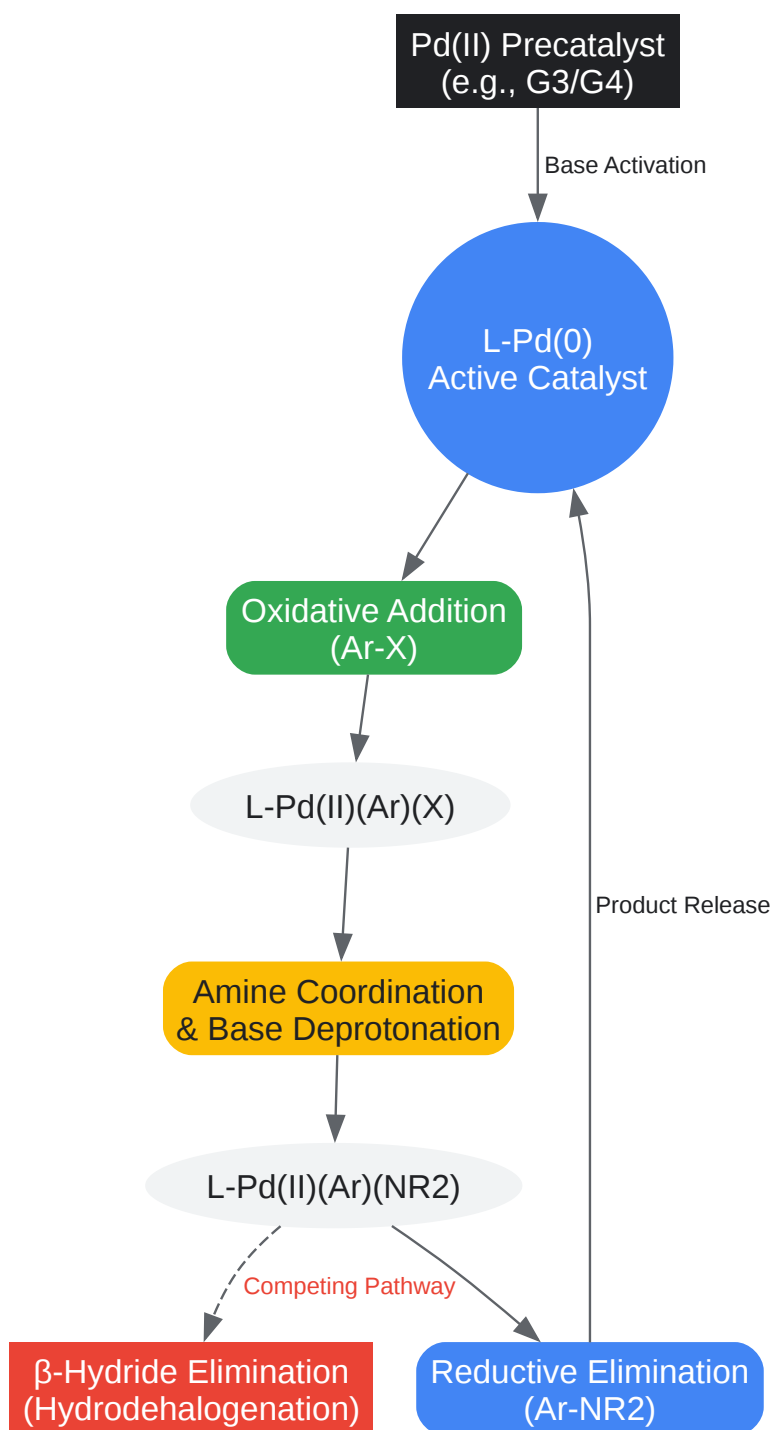 Pd(II) Precatalyst
(e.g., G3/G4)
Base Activation
L-Pd(0)
Active Catalyst
Oxidative Addition
(Ar-X)
L-Pd(II)(Ar)(X)
Product Release
Amine Coordination
& Base Deprotonation
L-Pd(II)(Ar)(NR2)
Competing Pathway
β-Hydride Elimination
(Hydrodehalogenation)
Reductive Elimination
(Ar-NR2)